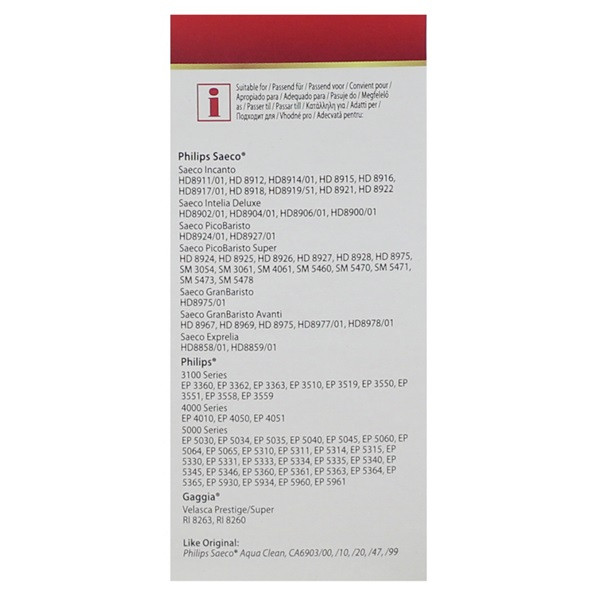 i
Suitable for / Passend für / Passend voor / Convient pour /
Apropiado para / Adequado para / Pasuje do / Megfeleló
as / Passer til / Passar till / Κατάλληλη για / Adatti per /
Подходит для / Vhodné pro / Adecvată pentru:
Philips Saeco®
Saeco Incanto
HD8911/01, HD 8912, HD8914/01, HD 8915, HD 8916,
HD8917/01, HD 8918, HD8919/51, HD 8921, HD 8922
Saeco Intelia Deluxe
HD8902/01, HD8904/01, HD8906/01, HD8900/01
Saeco PicoBaristo
HD8924/01, HD8927/01
Saeco PicoBaristo Super
HD 8924, HD 8925, HD 8926, HD 8927, HD 8928, HD 8975,
SM 3054, SM 3061, SM 4061, SM 5460, SM 5470, SM 5471,
SM 5473, SM 5478
Saeco GranBaristo
HD8975/01
Saeco GranBaristo Avanti
HD 8967, HD 8969, HD 8975, HD8977/01, HD8978/01
Saeco Exprelia
HD8858/01, HD8859/01
Philips®
3100 Series
EP 3360, EP 3362, EP 3363, EP 3510, EP 3519, EP 3550, EP
3551, EP 3558, EP 3559
4000 Series
EP 4010, EP 4050, EP 4051
5000 Series
EP 5030, EP 5034, EP 5035, EP 5040, EP 5045, EP 5060, EP
5064, EP 5065, EP 5310, EP 5311, EP 5314, EP 5315, EP
5330, EP 5331, EP 5333, EP 5334, EP 5335, EP 5340, EP
5345, EP 5346, EP 5360, EP 5361, EP 5363, EP 5364, EP
5365, EP 5930, EP 5934, EP 5960, EP 5961
Gaggia®
Velasca Prestige/Super
RI 8263, RI 8260
Like Original:
Philips Saeco® Aqua Clean, CA6903/00, /10, /20, /47, /99